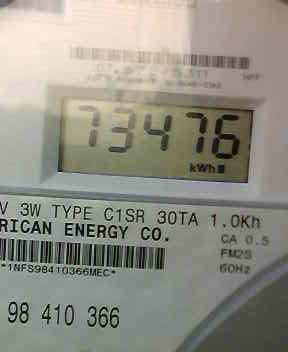 73476
kWh
V 3W TYPE C1SR 30TA 1.0Kh
RICAN ENERGY CO.
CA 0.5
FM2S
60Hz
*1NFS98410366MEC*
98 410 366